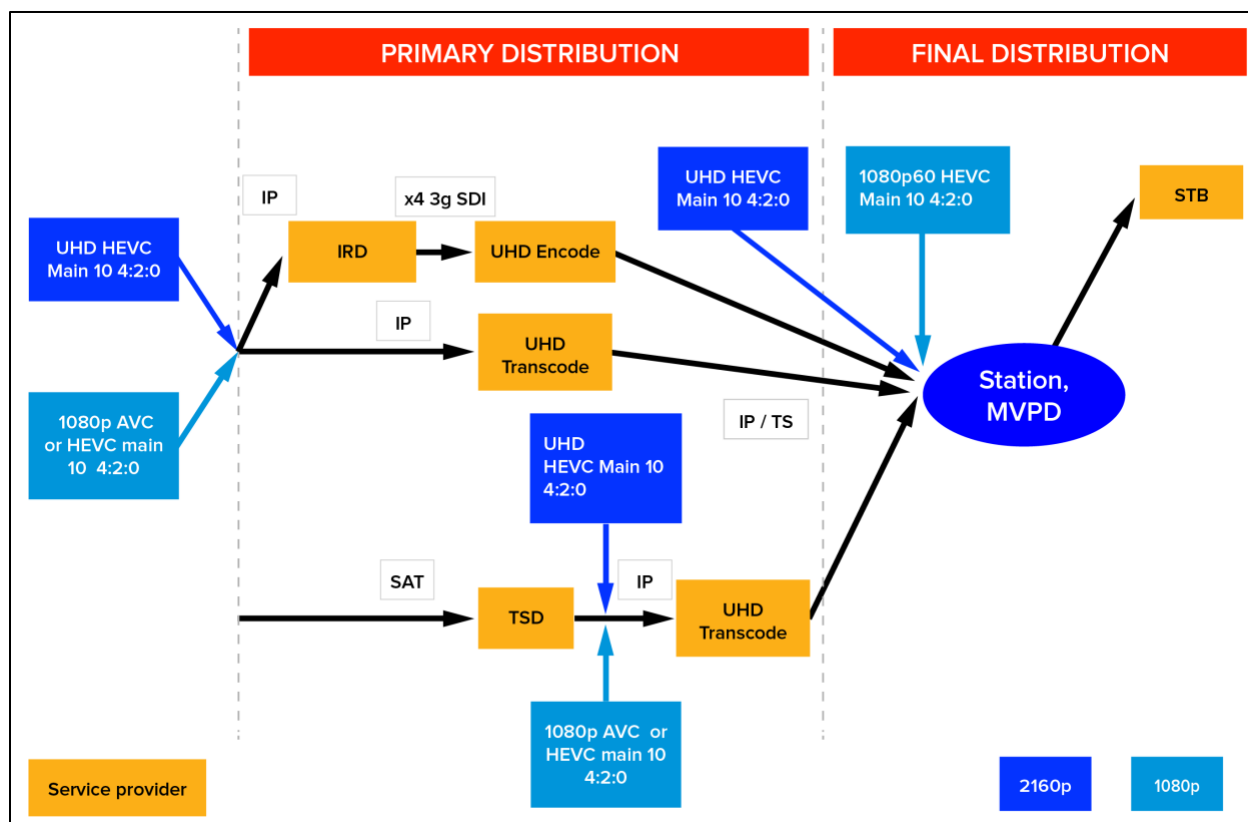 PRIMARY DISTRIBUTION
FINAL DISTRIBUTION
UHD HEVC
Main 10 4:2:0
1080p60 HEVC
Main 10 4:2:0
IP
x4 3g SDI
STB
UHD HEVC
Main 10 4:2:0
IRD
UHD Encode
IP
UHD
Transcode
Station,
MVPD
1080p AVC
or HEVC main
10 4:2:0
IP / TS
UHD
HEVC Main 10
4:2:0
SAT
IP
TSD
UHD
Transcode
1080p AVC or
HEVC main 10
4:2:0
Service provider
2160p
1080p